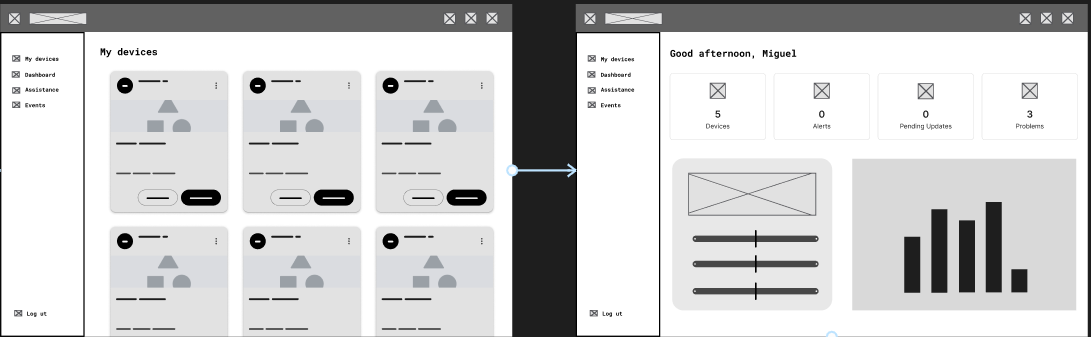 My devices
My devices
Dashboard
Assistance
Events
Log ut
Good afternoon, Miguel
My devices
Dashboard
Assistance
Events
5
Devices
0
Alerts
0
Pending Updates
3
Problems
Log ut